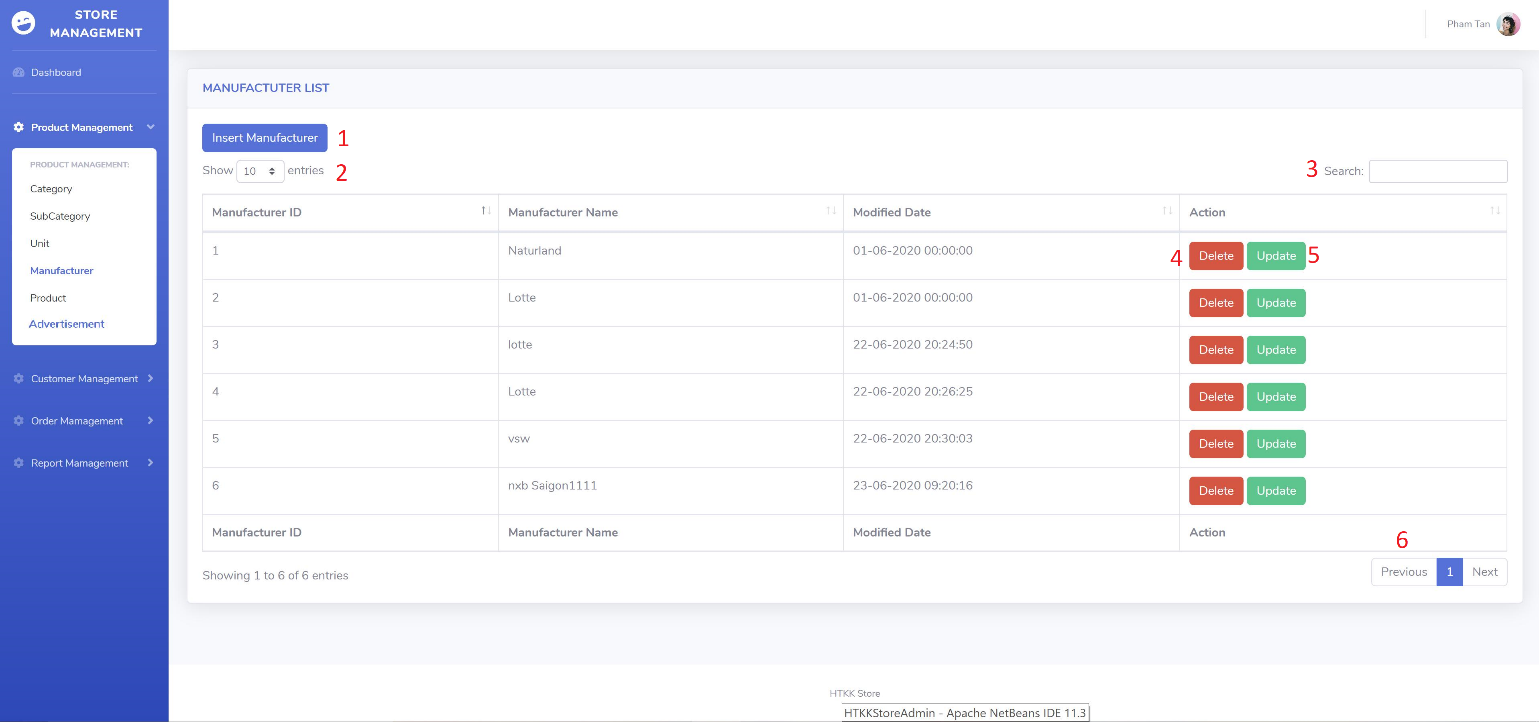 STORE
MANAGEMENT
Pham Tan
Dashboard
MANUFACTUTER LIST
Product Management
Insert Manufacturer 1
PRODUCT MANAGEMENT:
Category
SubCategory
Unit
Manufacturer
Product
Advertisement
Customer Management
Order Mamagement
Report Mamagement
Show 10 entries 2
3 Search:
Manufacturer ID Manufacturer Name Modified Date Action
1 Naturland 01-06-2020 00:00:00 4 Delete Update 5
2 Lotte 01-06-2020 00:00:00 Delete Update
3 lotte 22-06-2020 20:24:50 Delete Update
4 Lotte 22-06-2020 20:26:25 Delete Update
5 vsw 22-06-2020 20:30:03 Delete Update
6 nxb Saigon1111 23-06-2020 09:20:16 Delete Update
Manufacturer ID Manufacturer Name Modified Date Action
6
Showing 1 to 6 of 6 entries Previous 1 Next
HTKK Store
HTKKStoreAdmin - Apache NetBeans IDE 11.3